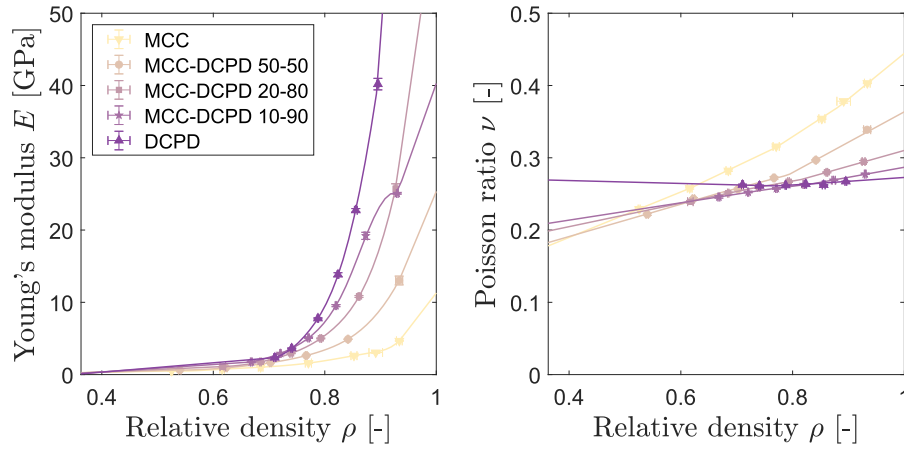 50
40
30
20
10
0
Young's modulus E [GPa]
MCC
MCC-DCPD 50-50
MCC-DCPD 20-80
MCC-DCPD 10-90
DCPD
0.4 0.6 0.8 1
Relative density ρ [-]
0.5
0.4
0.3
0.2
0.1
0
Poisson ratio ν [-]
0.4 0.6 0.8 1
Relative density ρ [-]